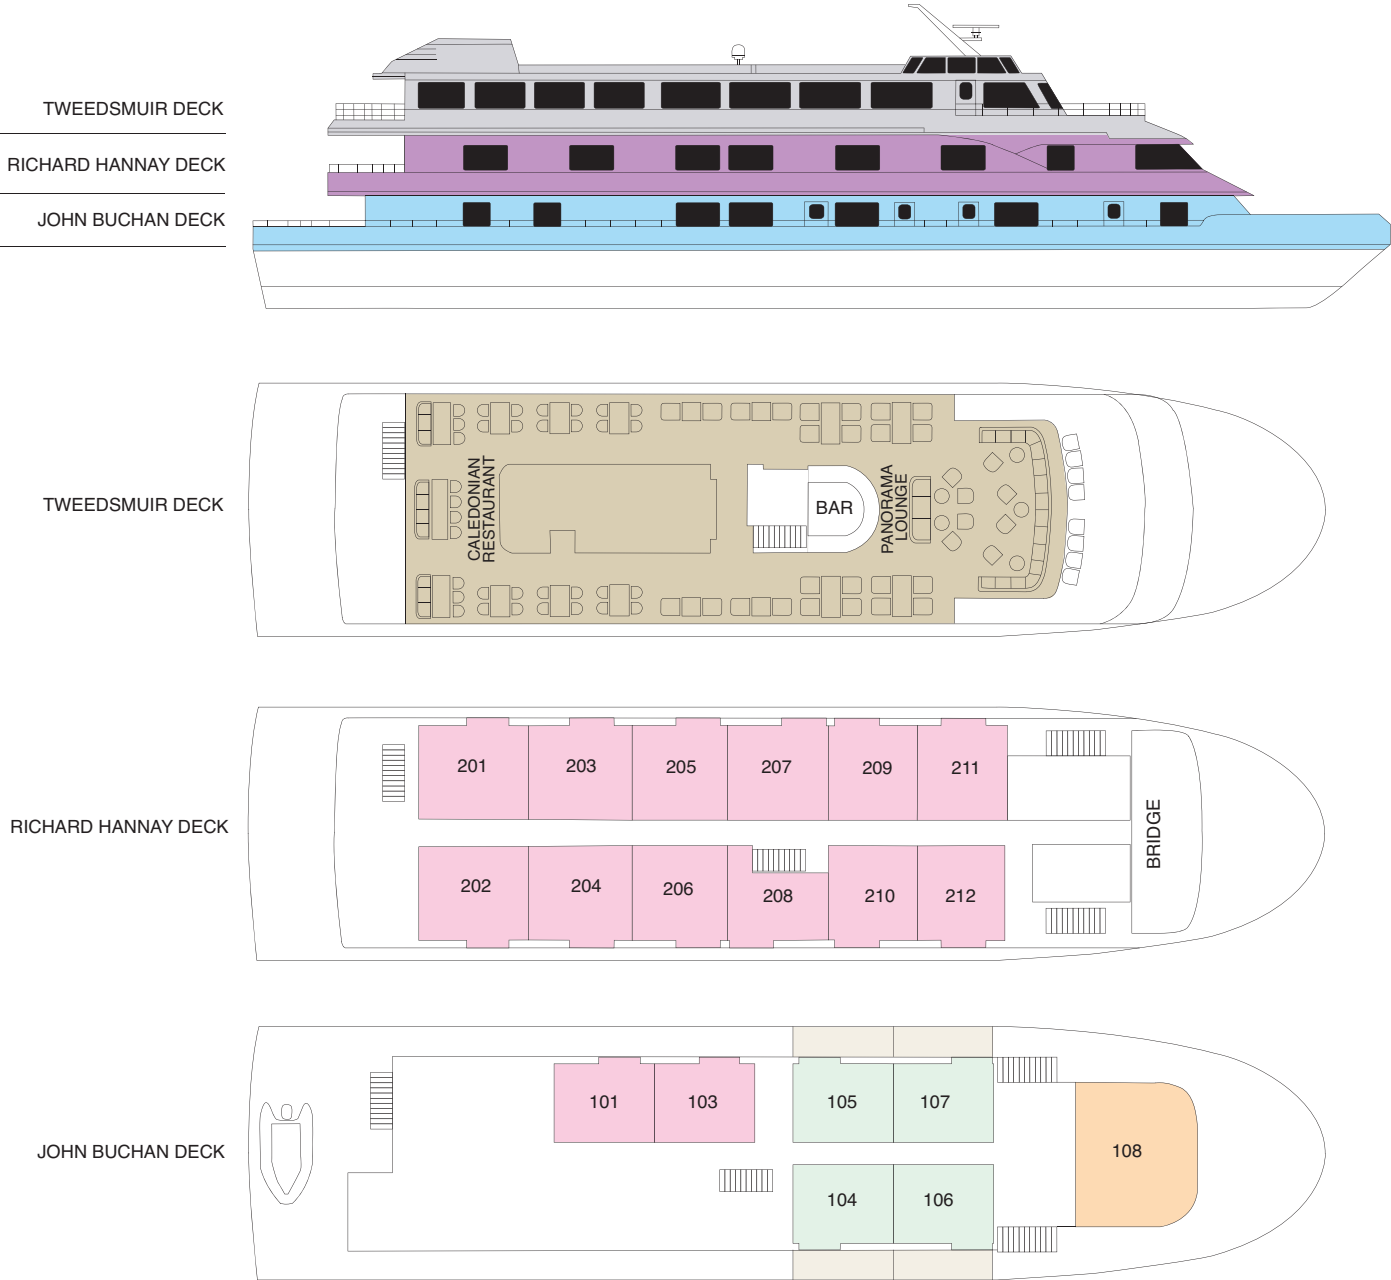 TWEEDSMUIR DECK
RICHARD HANNAY DECK
JOHN BUCHAN DECK
TWEEDSMUIR DECK
CALEDONIAN
RESTAURANT
BAR
PANORAMA
LOUNGE
RICHARD HANNAY DECK
201 203 205 207 209 211
202 204 206 208 210 212
BRIDGE
JOHN BUCHAN DECK
101 103 105 107
108
104 106